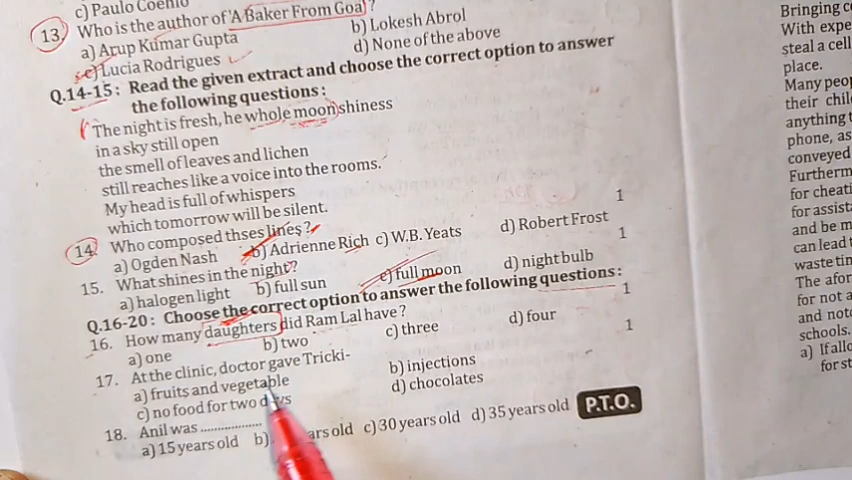 c) Paulo Coehlo
13. Who is the author of 'A Baker From Goa'?
a) Arup Kumar Gupta b) Lokesh Abrol
c) Lucia Rodrigues d) None of the above
Q.14-15: Read the given extract and choose the correct option to answer
the following questions:
The night is fresh, he whole moon shiness
in a sky still open
the smell of leaves and lichen
still reaches like a voice into the rooms.
My head is full of whispers
which tomorrow will be silent.
14. Who composed thses lines? 1
a) Ogden Nash b) Adrienne Rich c) W.B. Yeats d) Robert Frost
15. What shines in the night? 1
a) halogen light b) full sun c) full moon d) night bulb
Q.16-20: Choose the correct option to answer the following questions:
16. How many daughters did Ram Lal have? 1
a) one b) two c) three d) four
17. At the clinic, doctor gave Tricki- 1
a) fruits and vegetable b) injections
c) no food for two days d) chocolates
18. Anil was ..................
a) 15 years old b) years old c) 30 years old d) 35 years old P.T.O.
Bringing
With expe
steal a cell
place.
Many peop
their chil
anything
phone, as
conveyed
Furtherm
for cheati
for assist
and be m
can lead
waste tim
The afor
for not a
and not
schools.
a) If allo
for st